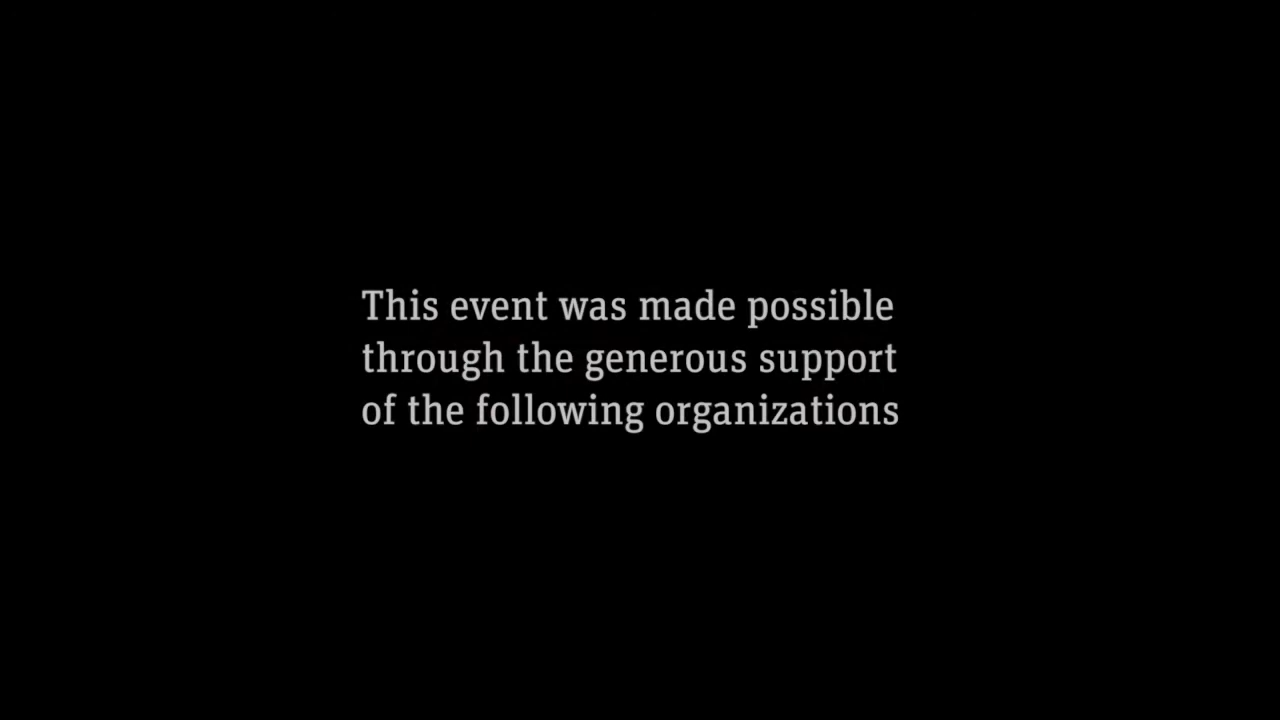 This event was made possible
through the generous support
of the following organizations